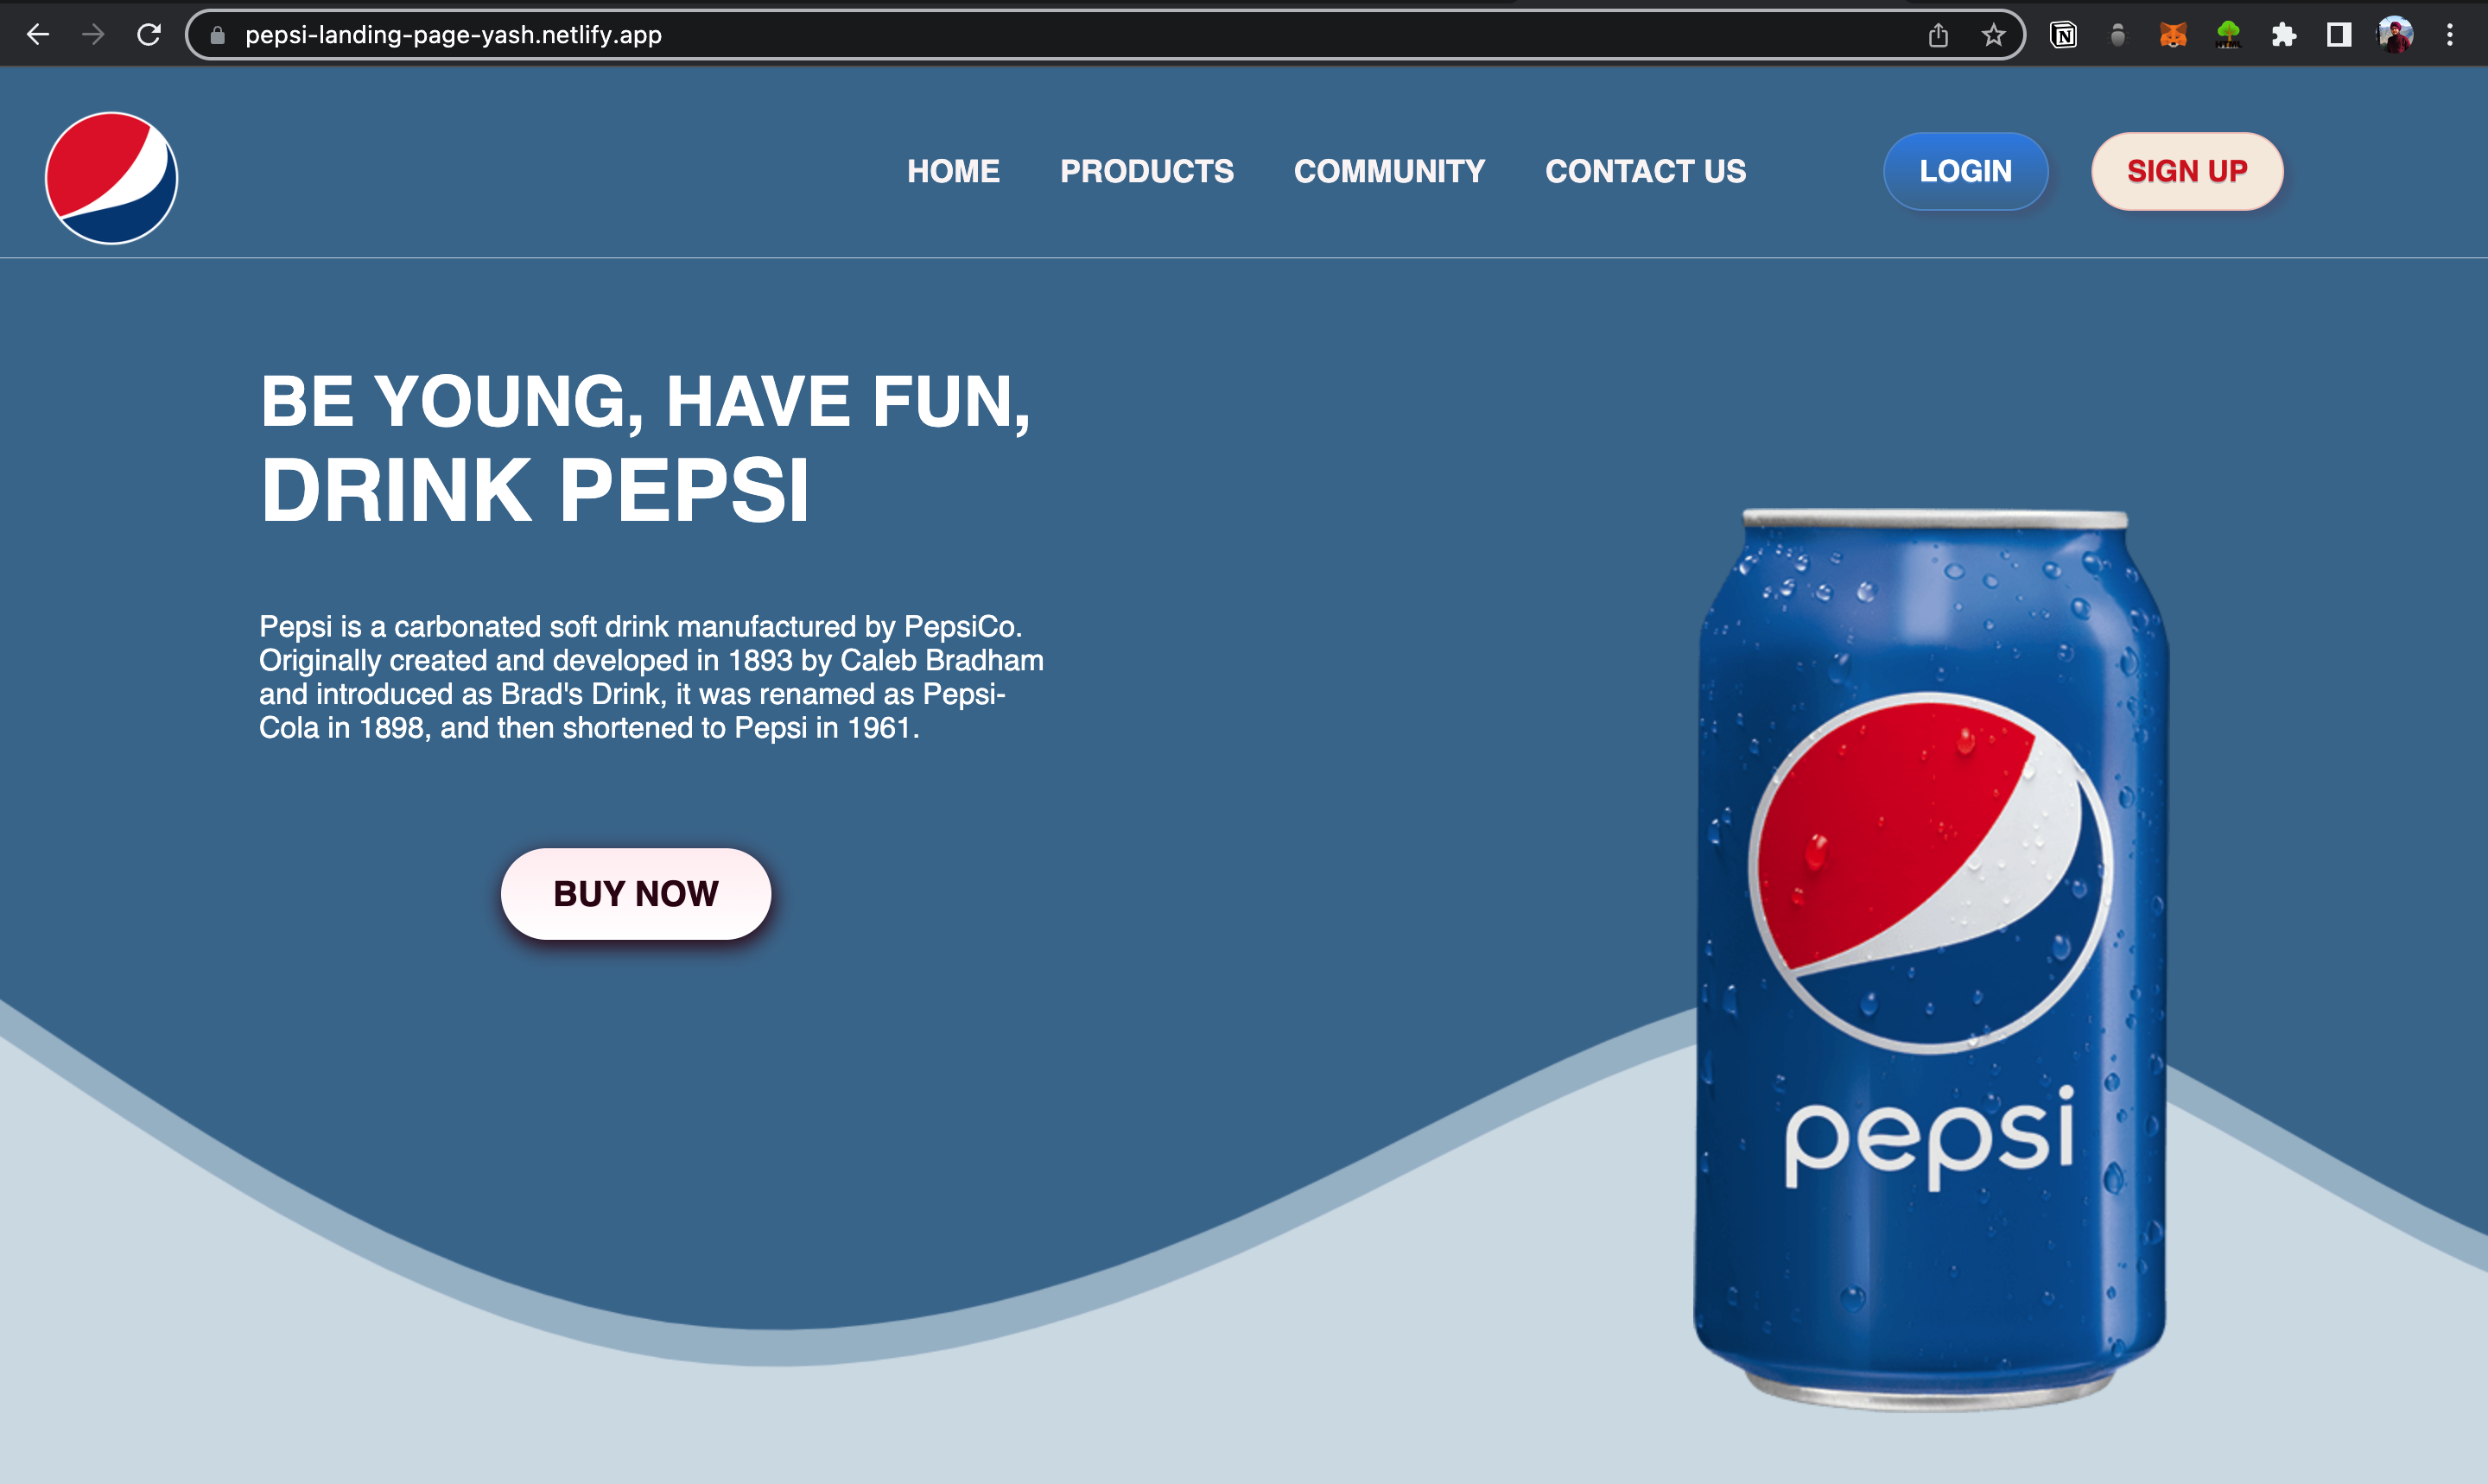 pepsi-landing-page-yash.netlify.app
HOME PRODUCTS COMMUNITY CONTACT US LOGIN SIGN UP
BE YOUNG, HAVE FUN,
DRINK PEPSI
Pepsi is a carbonated soft drink manufactured by PepsiCo.
Originally created and developed in 1893 by Caleb Bradham
and introduced as Brad's Drink, it was renamed as Pepsi-
Cola in 1898, and then shortened to Pepsi in 1961.
BUY NOW
pepsi